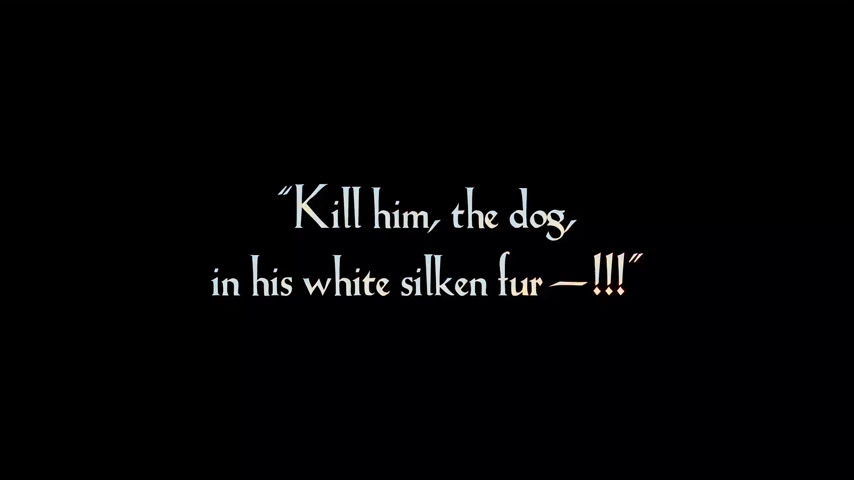 "Kill him, the dog,
in his white silken fur —!!!"